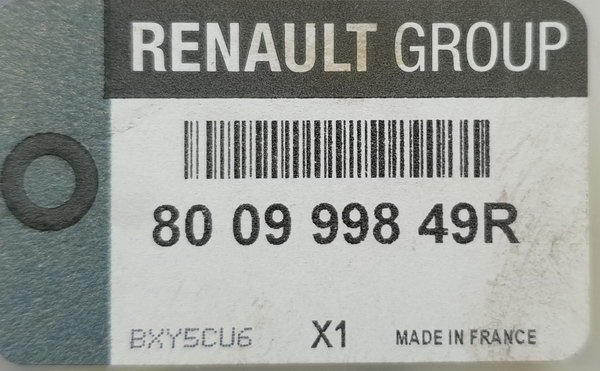 RENAULT GROUP
80 09 998 49R
BXY5CU6 X1 MADE IN FRANCE